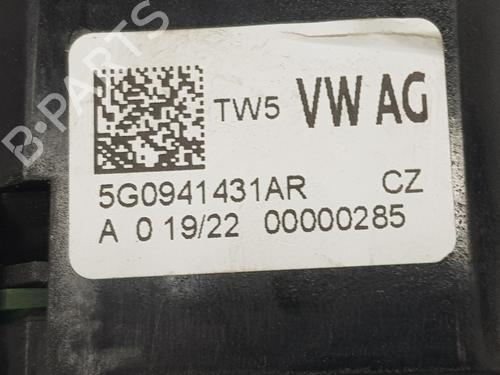 TW5 VW AG
5G0941431AR CZ
A 0 19/22 00000285
B-PARTS